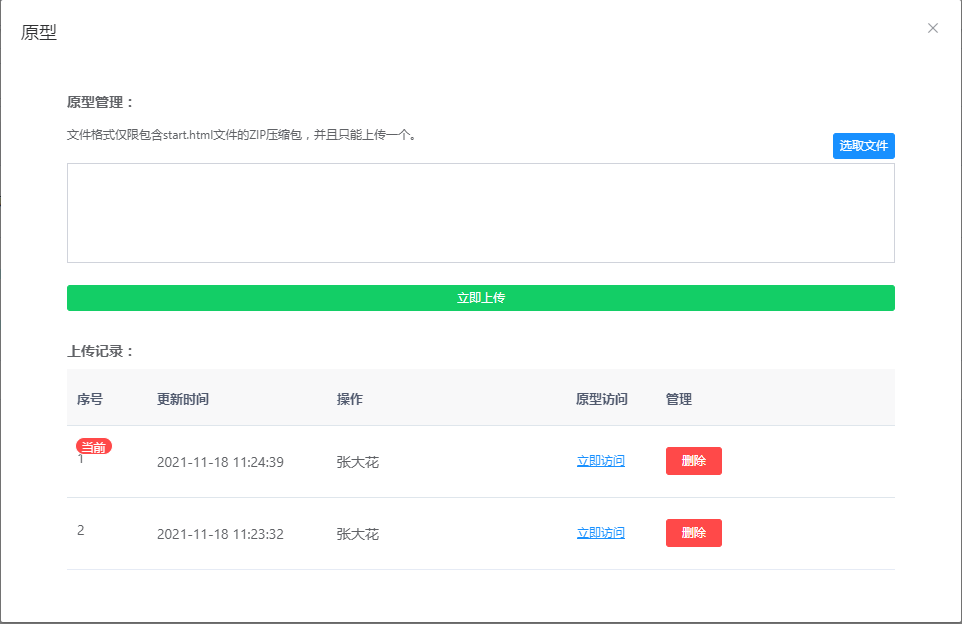 原型
原型管理：
文件格式仅限包含start.html文件的ZIP压缩包，并且只能上传一个。
选取文件
立即上传
上传记录：
序号 更新时间 操作 原型访问 管理
当前
1 2021-11-18 11:24:39 张大花 立即访问 删除
2 2021-11-18 11:23:32 张大花 立即访问 删除